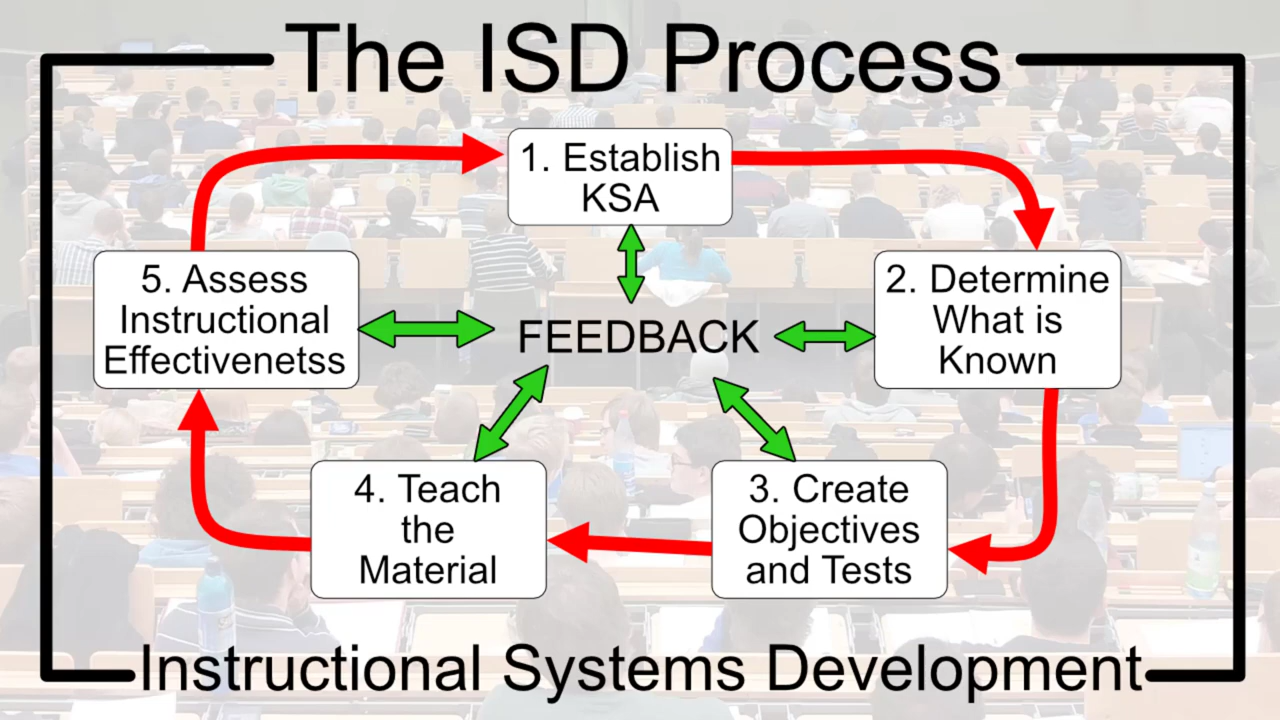 The ISD Process
1. Establish
KSA
2. Determine
What is
Known
3. Create
Objectives
and Tests
4. Teach
the
Material
5. Assess
Instructional
Effectivenetss
FEEDBACK
Instructional Systems Development